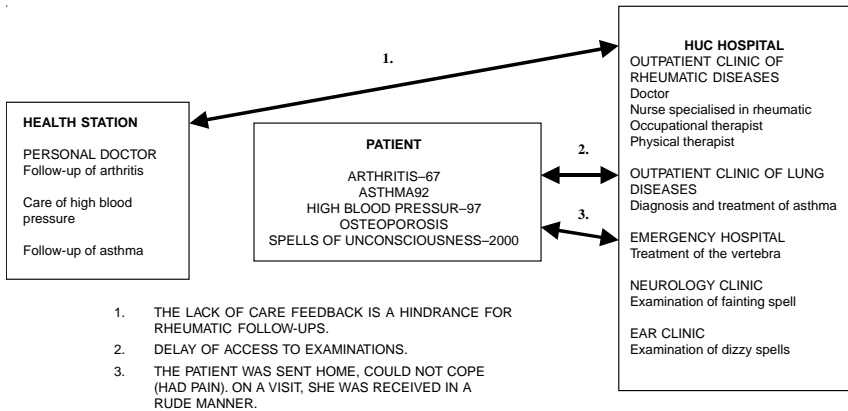 1.
HEALTH STATION
PERSONAL DOCTOR
Follow-up of arthritis
Care of high blood
pressure
Follow-up of asthma
PATIENT
ARTHRITIS–67
ASTHMA92
HIGH BLOOD PRESSUR–97
OSTEOPOROSIS
SPELLS OF UNCONSCIOUSNESS–2000
2.
3.
HUC HOSPITAL
OUTPATIENT CLINIC OF
RHEUMATIC DISEASES
Doctor
Nurse specialised in rheumatic
Occupational therapist
Physical therapist
OUTPATIENT CLINIC OF LUNG
DISEASES
Diagnosis and treatment of asthma
EMERGENCY HOSPITAL
Treatment of the vertebra
NEUROLOGY CLINIC
Examination of fainting spell
EAR CLINIC
Examination of dizzy spells
1. THE LACK OF CARE FEEDBACK IS A HINDRANCE FOR
RHEUMATIC FOLLOW-UPS.
2. DELAY OF ACCESS TO EXAMINATIONS.
3. THE PATIENT WAS SENT HOME, COULD NOT COPE
(HAD PAIN). ON A VISIT, SHE WAS RECEIVED IN A
RUDE MANNER.